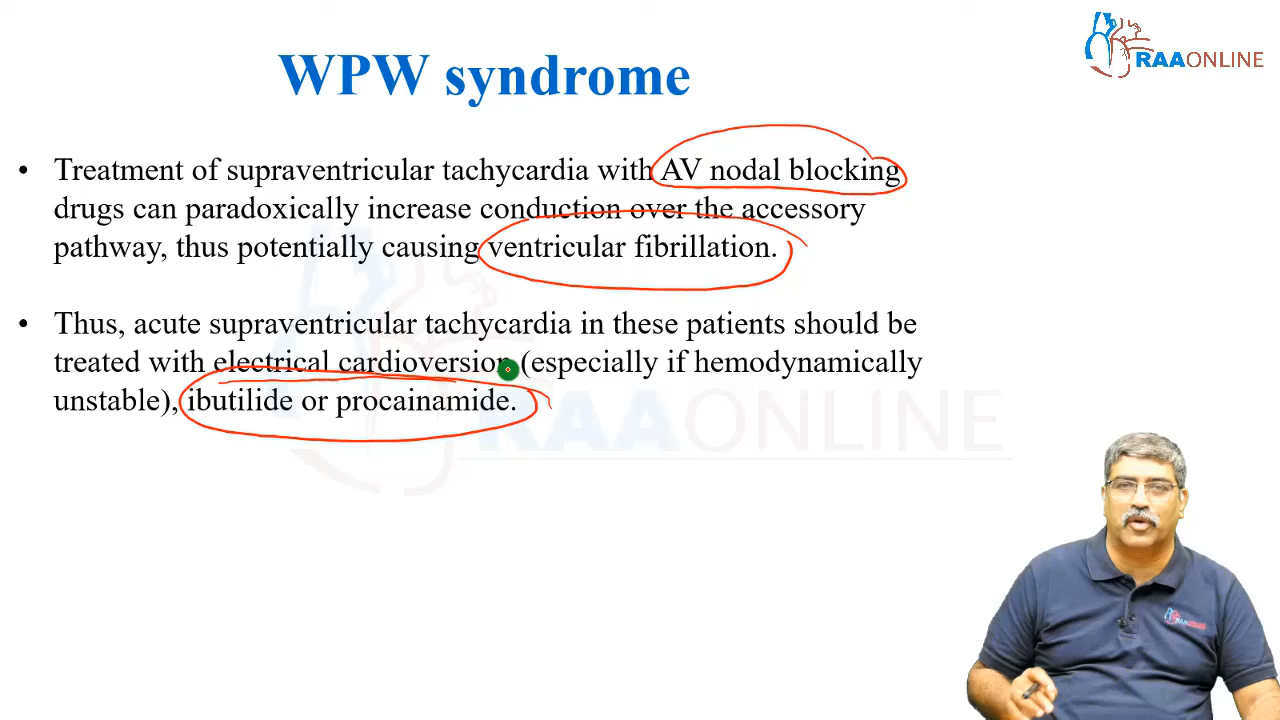 WPW syndrome
RAAONLINE
• Treatment of supraventricular tachycardia with AV nodal blocking
drugs can paradoxically increase conduction over the accessory
pathway, thus potentially causing ventricular fibrillation.
• Thus, acute supraventricular tachycardia in these patients should be
treated with electrical cardioversion (especially if hemodynamically
unstable), ibutilide or procainamide.
RAAONLINE
RAAONLINE